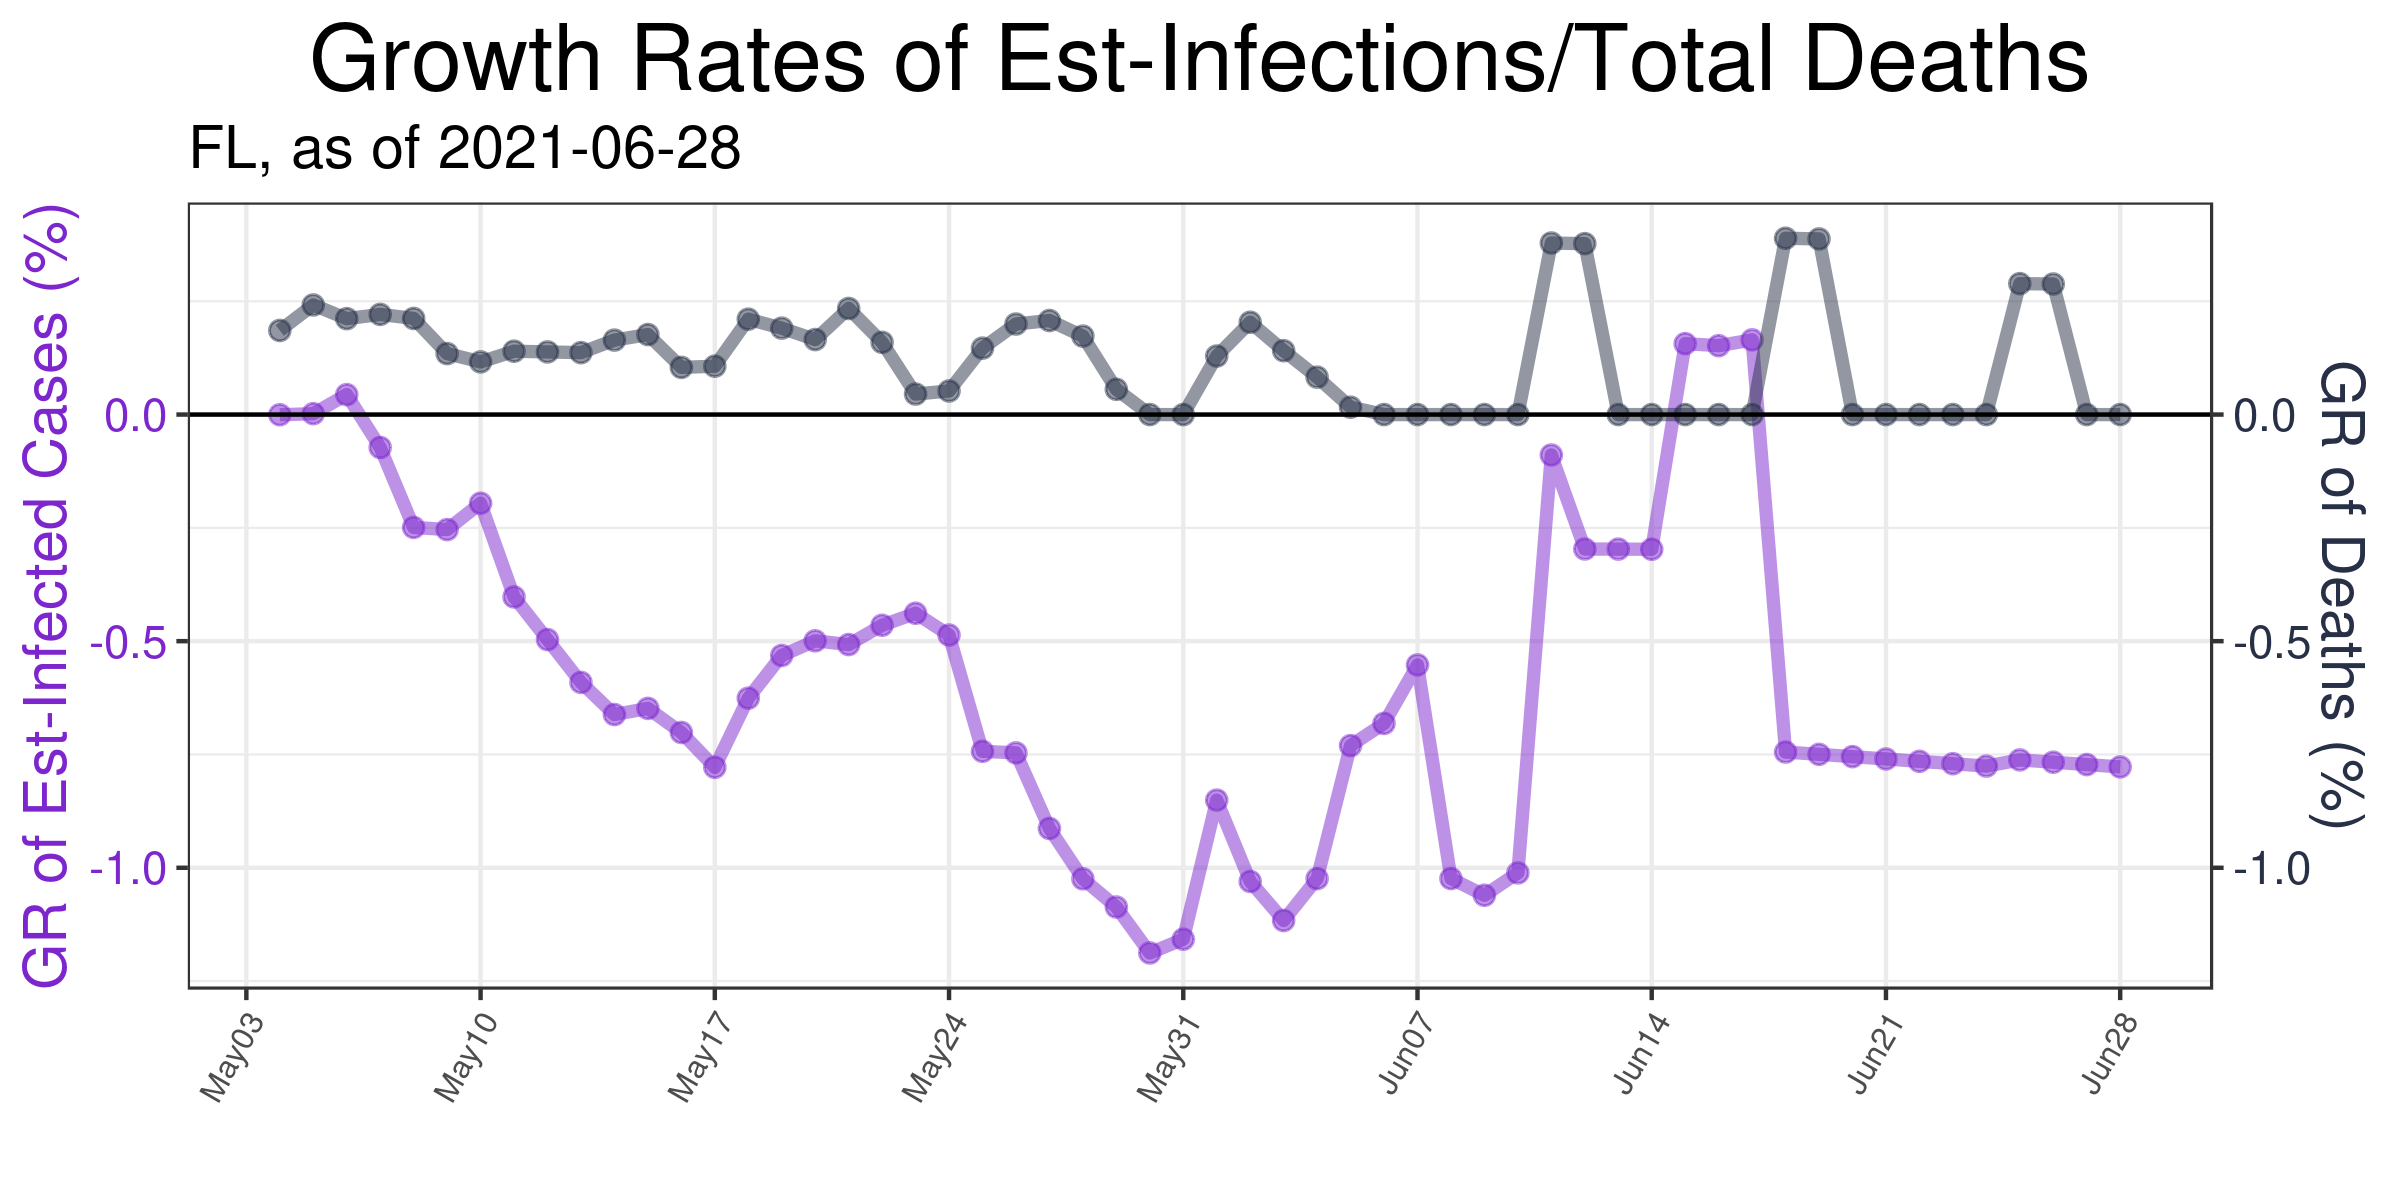 Growth Rates of Est-Infections/Total Deaths
FL, as of 2021-06-28
GR of Est-Infected Cases (%)
0.0
-0.5
-1.0
0.0
-0.5
-1.0
GR of Deaths (%)
May03
May10
May17
May24
May31
Jun07
Jun14
Jun21
Jun28